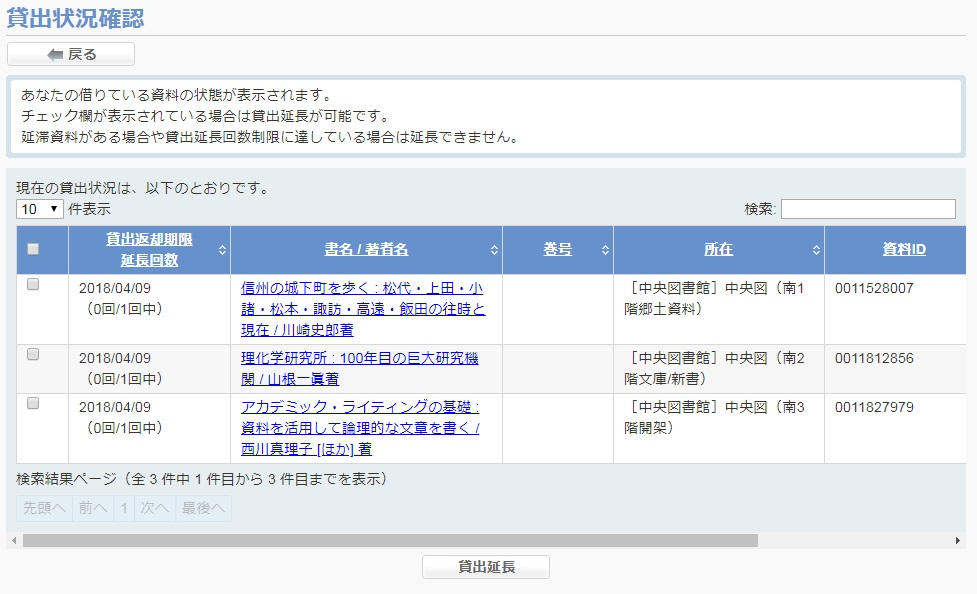 貸出状況確認
戻る
あなたの借りている資料の状態が表示されます。
チェック欄が表示されている場合は貸出延長が可能です。
延滞資料がある場合や貸出延長回数制限に達している場合は延長できません。
現在の貸出状況は、以下のとおりです。
10 件表示
検索:
貸出返却期限
延長回数
書名 / 著者名
巻号
所在
資料ID
2018/04/09
（0回/1回中）
信州の城下町を歩く : 松代・上田・小
諸・松本・諏訪・高遠・飯田の往時と
現在 / 川崎史郎著
［中央図書館］中央図（南1
階郷土資料）
0011528007
2018/04/09
（0回/1回中）
理化学研究所 : 100年目の巨大研究機
関 / 山根一眞著
［中央図書館］中央図（南2
階文庫/新書）
0011812856
2018/04/09
（0回/1回中）
アカデミック・ライティングの基礎 :
資料を活用して論理的な文章を書く /
西川真理子 [ほか] 著
［中央図書館］中央図（南3
階開架）
0011827979
検索結果ページ（全 3 件中 1 件目から 3 件目までを表示）
先頭へ 前へ 1 次へ 最後へ
貸出延長